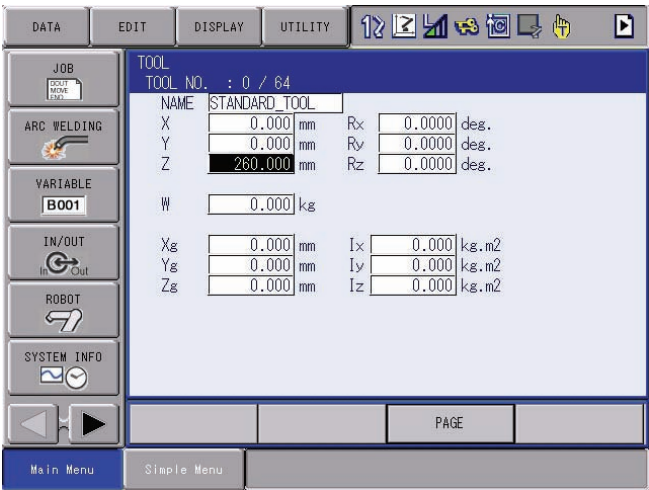 DATA EDIT DISPLAY UTILITY
JOB
DOUT
MOVE
END
ARC WELDING
VARIABLE
B001
IN/OUT
In Out
ROBOT
SYSTEM INFO
TOOL
TOOL NO. : 0 / 64
NAME STANDARD_TOOL
X 0.000 mm Rx 0.0000 deg.
Y 0.000 mm Ry 0.0000 deg.
Z 260.000 mm Rz 0.0000 deg.
W 0.000 kg
Xg 0.000 mm Ix 0.000 kg.m2
Yg 0.000 mm Iy 0.000 kg.m2
Zg 0.000 mm Iz 0.000 kg.m2
PAGE
Main Menu Simple Menu